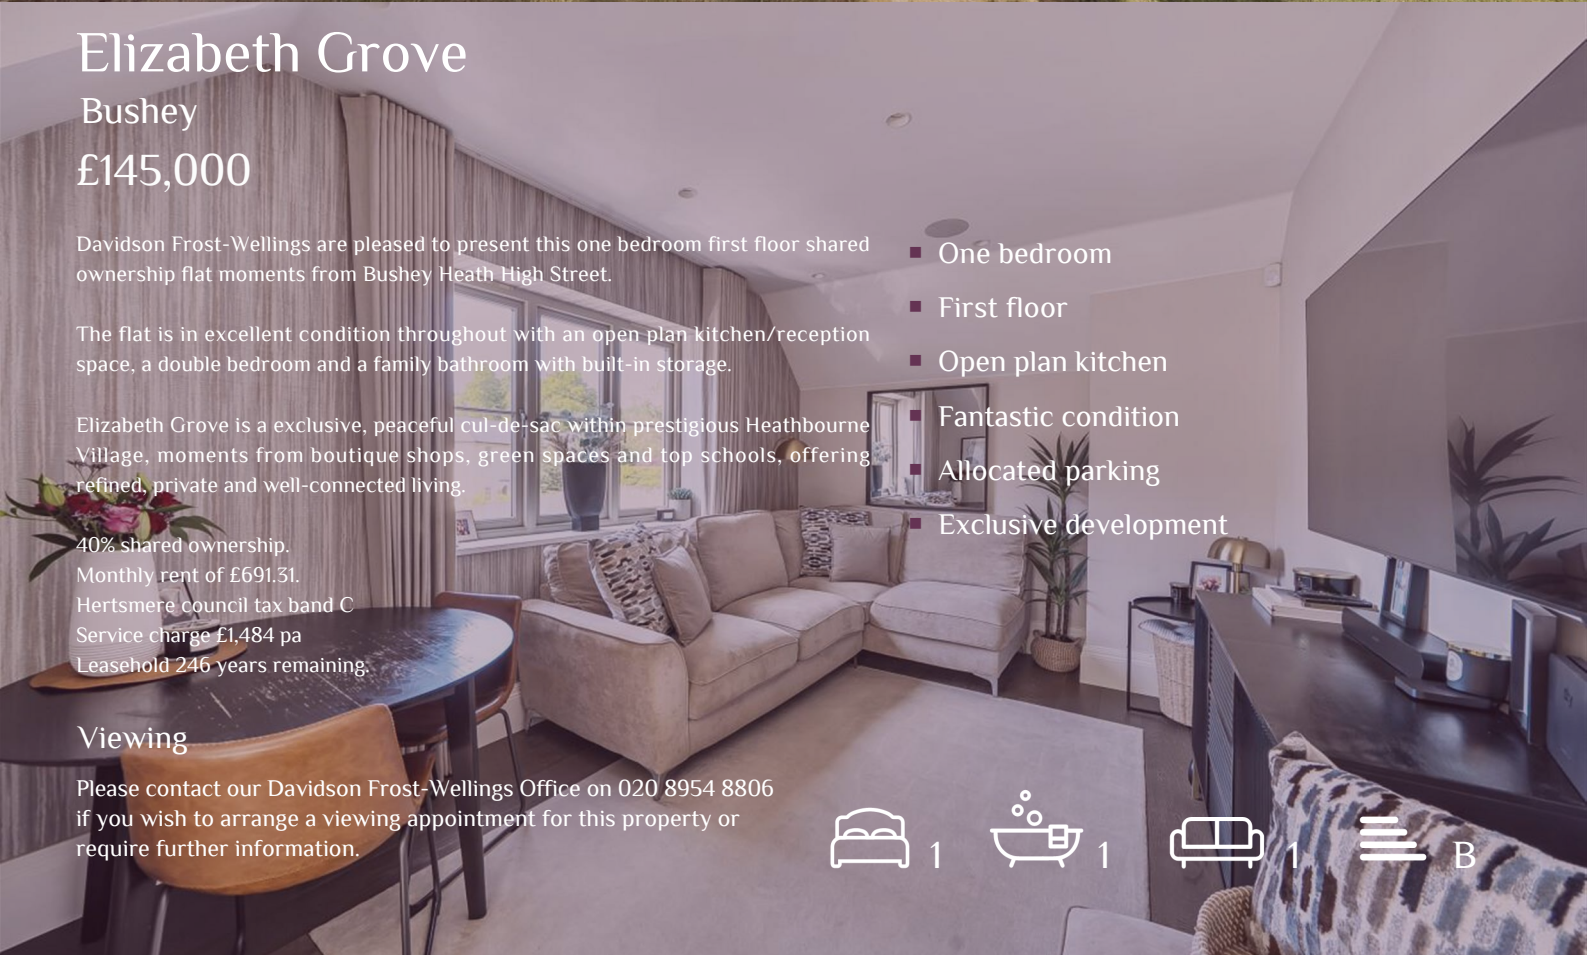 Elizabeth Grove
Bushey
£145,000
Davidson Frost-Wellings are pleased to present this one bedroom first floor shared
ownership flat moments from Bushey Heath High Street.
The flat is in excellent condition throughout with an open plan kitchen/reception
space, a double bedroom and a family bathroom with built-in storage.
Elizabeth Grove is a exclusive, peaceful cul-de-sac within prestigious Heathbourne
Village, moments from boutique shops, green spaces and top schools, offering
refined, private and well-connected living.
40% shared ownership.
Monthly rent of £691.31.
Hertsmere council tax band C
Service charge £1,484 pa
Leasehold 246 years remaining.
One bedroom
First floor
Open plan kitchen
Fantastic condition
Allocated parking
Exclusive development
Viewing
Please contact our Davidson Frost-Wellings Office on 020 8954 8806
if you wish to arrange a viewing appointment for this property or
require further information.
1 1 1 B